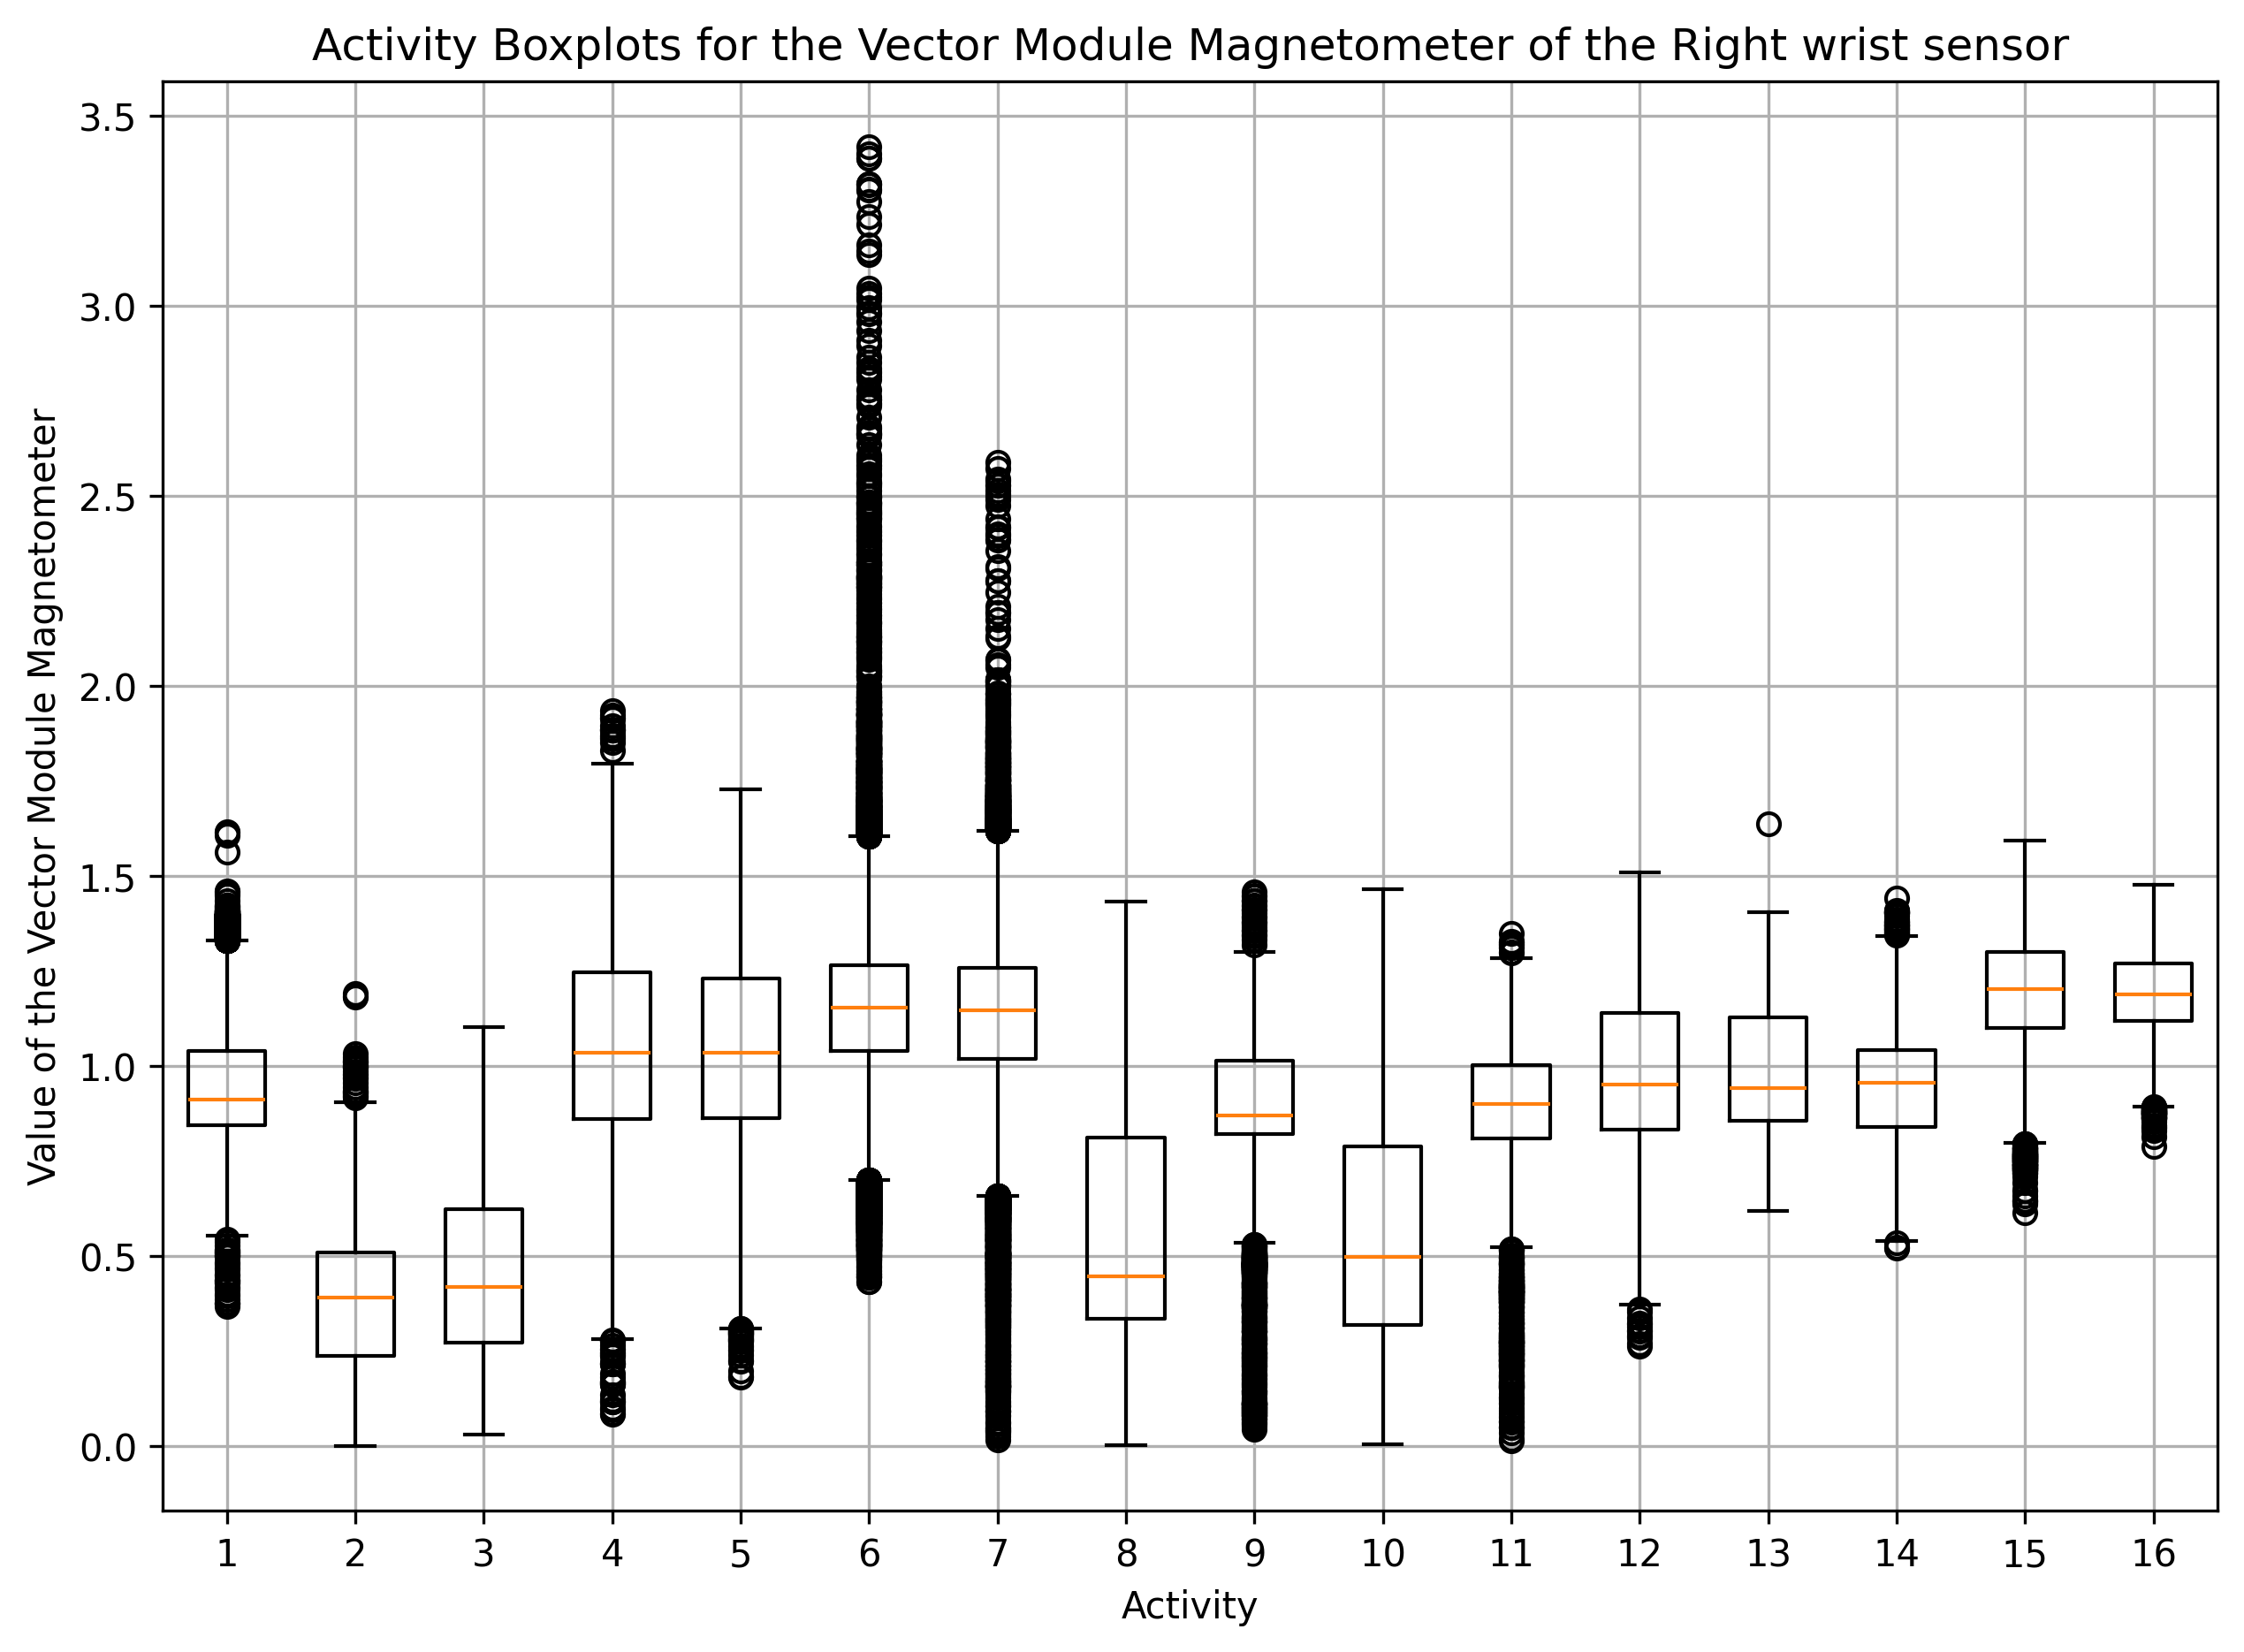 Activity Boxplots for the Vector Module Magnetometer of the Right wrist sensor
Value of the Vector Module Magnetometer
3.5
3.0
2.5
2.0
1.5
1.0
0.5
0.0
1 2 3 4 5 6 7 8 9 10 11 12 13 14 15 16
Activity